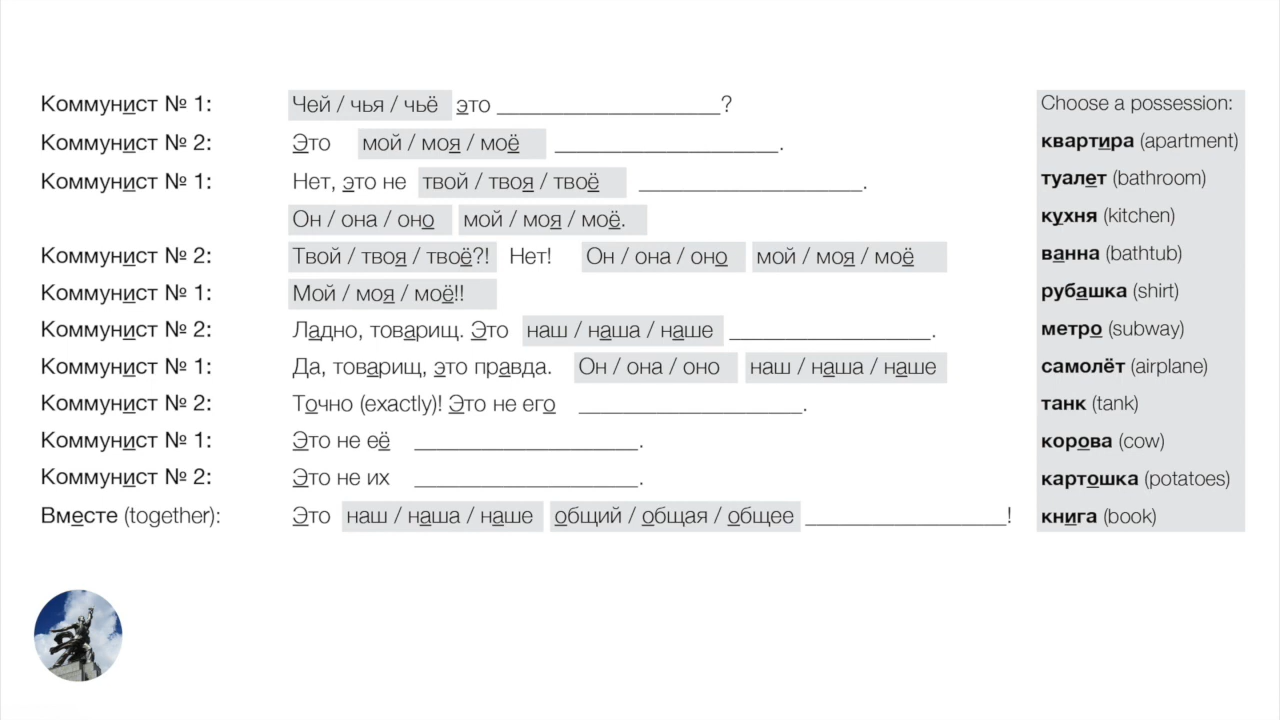 Коммунист № 1: Чей / чья / чьё это ____________________?
Коммунист № 2: Это мой / моя / моё ____________________.
Коммунист № 1: Нет, это не твой / твоя / твоё ____________________.
Он / она / оно мой / моя / моё.
Коммунист № 2: Твой / твоя / твоё?! Нет! Он / она / оно мой / моя / моё
Коммунист № 1: Мой / моя / моё!!
Коммунист № 2: Ладно, товарищ. Это наш / наша / наше __________________.
Коммунист № 1: Да, товарищ, это правда. Он / она / оно наш / наша / наше
Коммунист № 2: Точно (exactly)! Это не его ____________________.
Коммунист № 1: Это не её ____________________.
Коммунист № 2: Это не их ____________________.
Вместе (together): Это наш / наша / наше общий / общая / общее __________________!
Choose a possession:
квартира (apartment)
туалет (bathroom)
кухня (kitchen)
ванна (bathtub)
рубашка (shirt)
метро (subway)
самолёт (airplane)
танк (tank)
корова (cow)
картошка (potatoes)
книга (book)